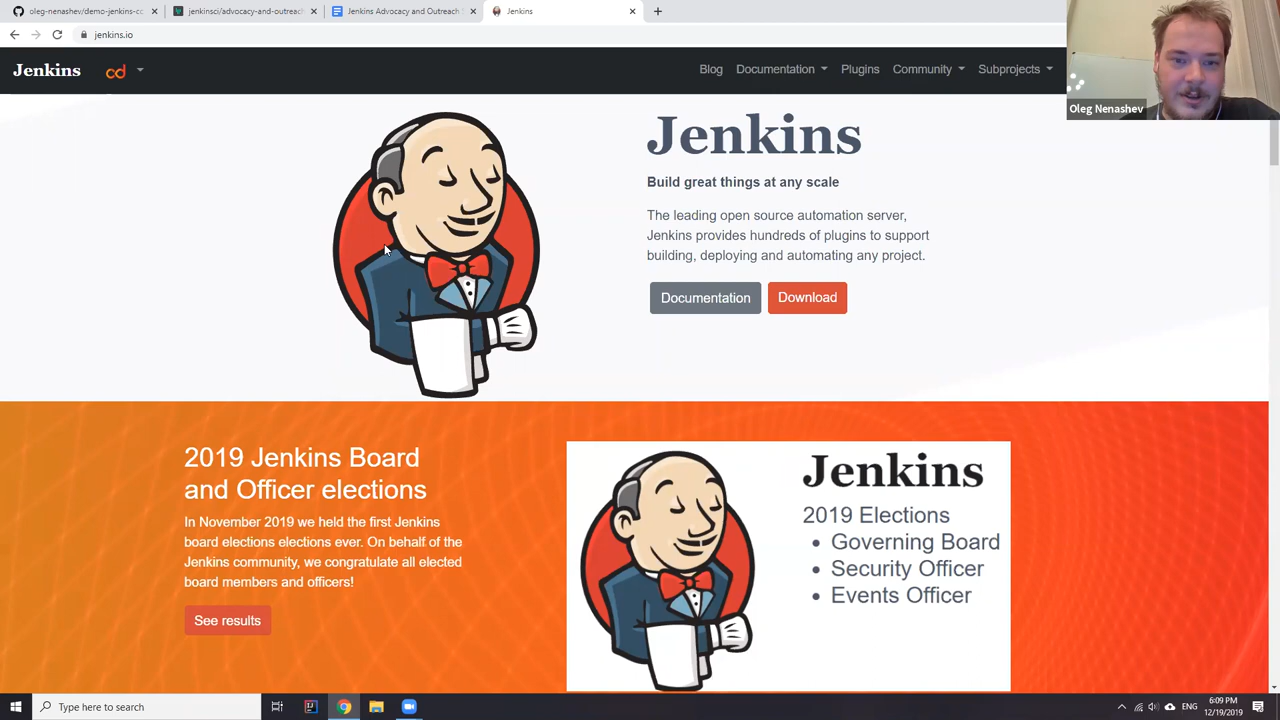 oleg-nenashev/demo-jenkins-cc
jenkinsci/advocacy-and-outreach
Jenkins Advocacy and Outreach
Jenkins
jenkins.io
Jenkins
cd
Blog
Documentation
Plugins
Community
Subprojects
Oleg Nenashev
Jenkins
Build great things at any scale
The leading open source automation server,
Jenkins provides hundreds of plugins to support
building, deploying and automating any project.
Documentation
Download
2019 Jenkins Board
and Officer elections
In November 2019 we held the first Jenkins
board elections elections ever. On behalf of the
Jenkins community, we congratulate all elected
board members and officers!
See results
Jenkins
2019 Elections
• Governing Board
• Security Officer
• Events Officer
Type here to search
ENG
6:09 PM
12/19/2019